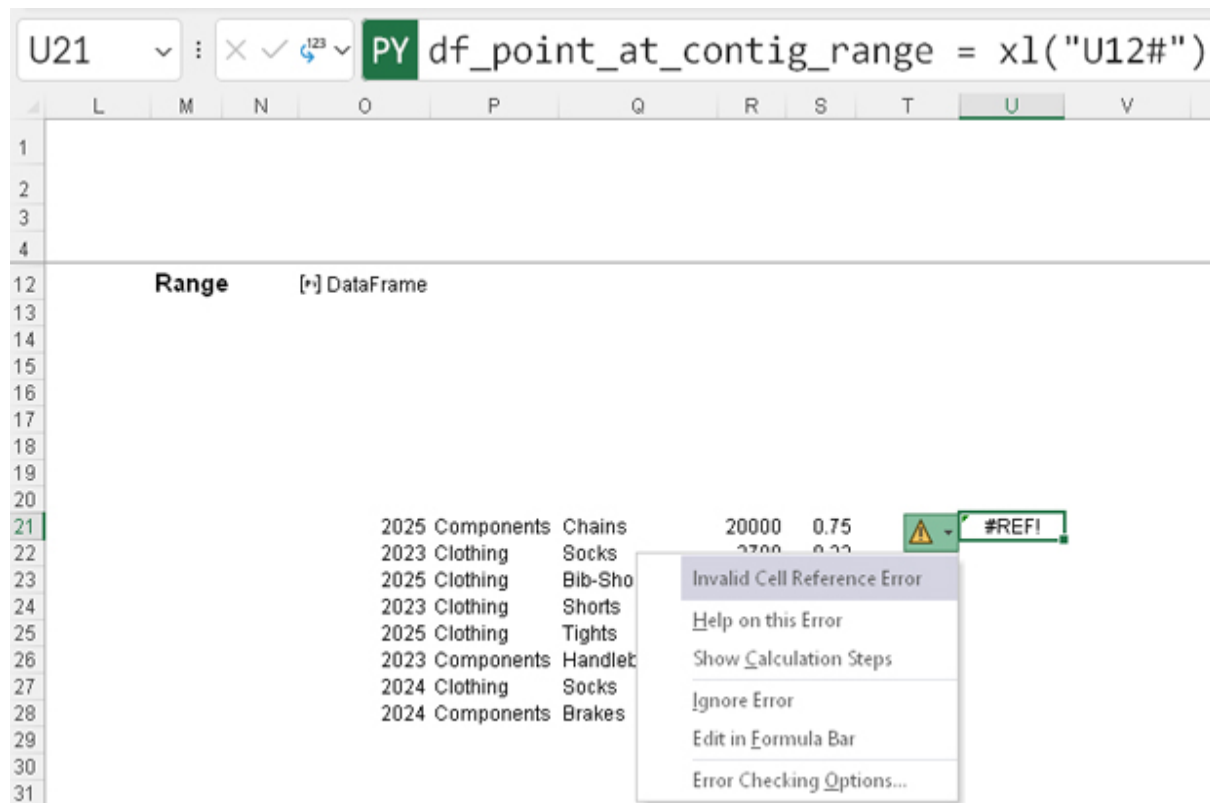 U21 123 PY df_point_at_contig_range = xl("U12#")
L M N O P Q R S T U V
1
2
3
4
12 Range [PY] DataFrame
13
14
15
16
17
18
19
20
21 2025 Components Chains 20000 0.75 #REF!
22 2023 Clothing Socks
23 2025 Clothing Bib-Sho Invalid Cell Reference Error
24 2023 Clothing Shorts Help on this Error
25 2025 Clothing Tights
26 2023 Components Handleb Show Calculation Steps
27 2024 Clothing Socks Ignore Error
28 2024 Components Brakes
29 Edit in Formula Bar
30
31 Error Checking Options...